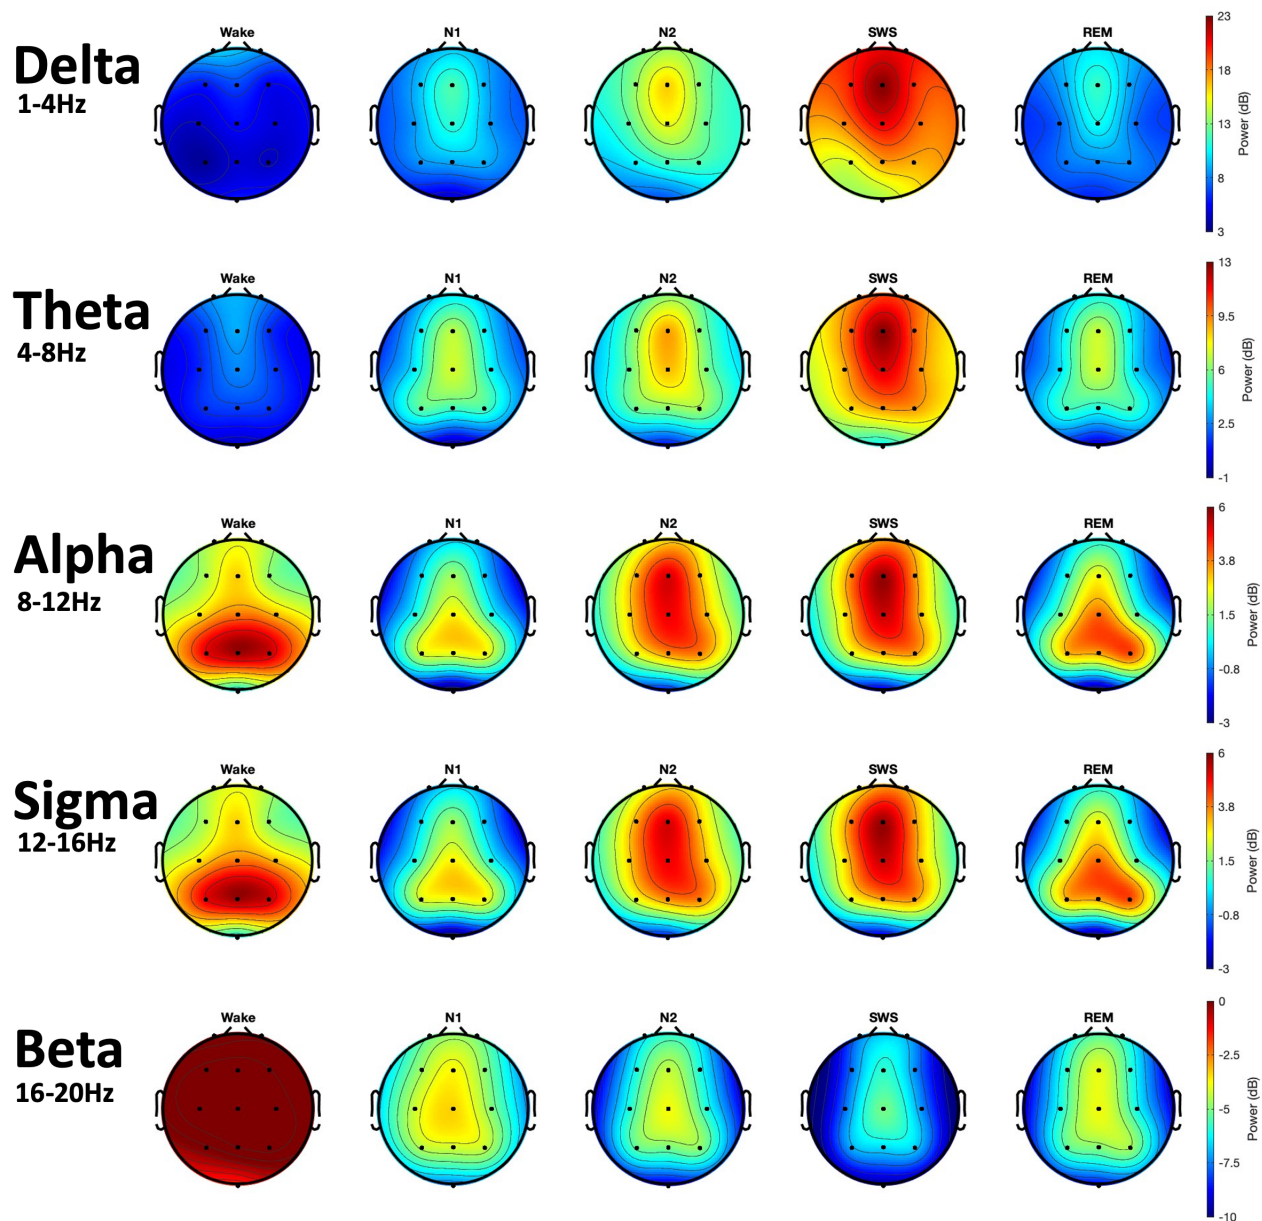 Delta
1-4Hz
Wake N1 N2 SWS REM
23
18
13
8
3
Power (dB)
Theta
4-8Hz
Wake N1 N2 SWS REM
13
9.5
6
2.5
-1
Power (dB)
Alpha
8-12Hz
Wake N1 N2 SWS REM
6
3.8
1.5
-0.8
-3
Power (dB)
Sigma
12-16Hz
Wake N1 N2 SWS REM
6
3.8
1.5
-0.8
-3
Power (dB)
Beta
16-20Hz
Wake N1 N2 SWS REM
0
-2.5
-5
-7.5
-10
Power (dB)